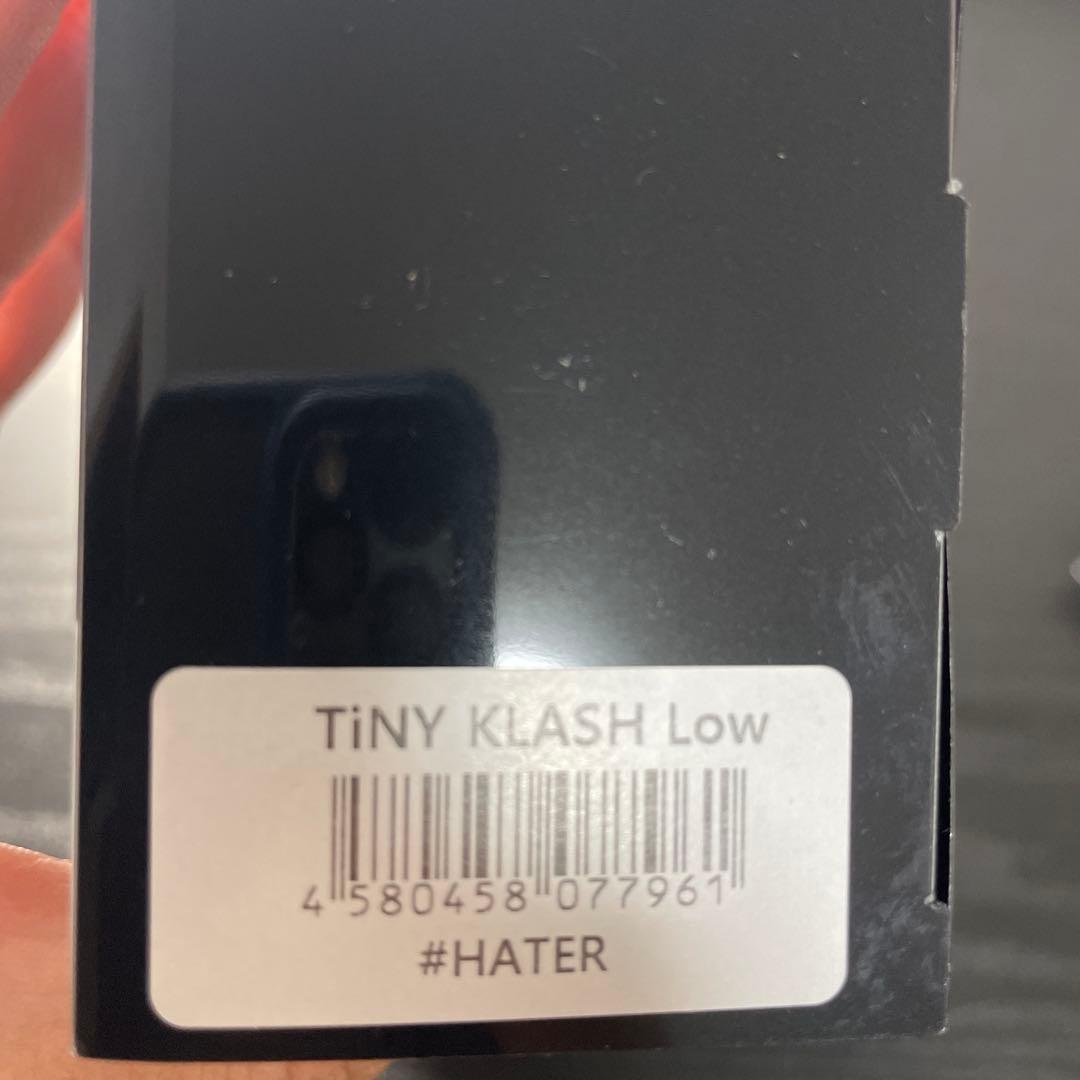 TiNY KLASH Low
4 580458 077961
#HATER